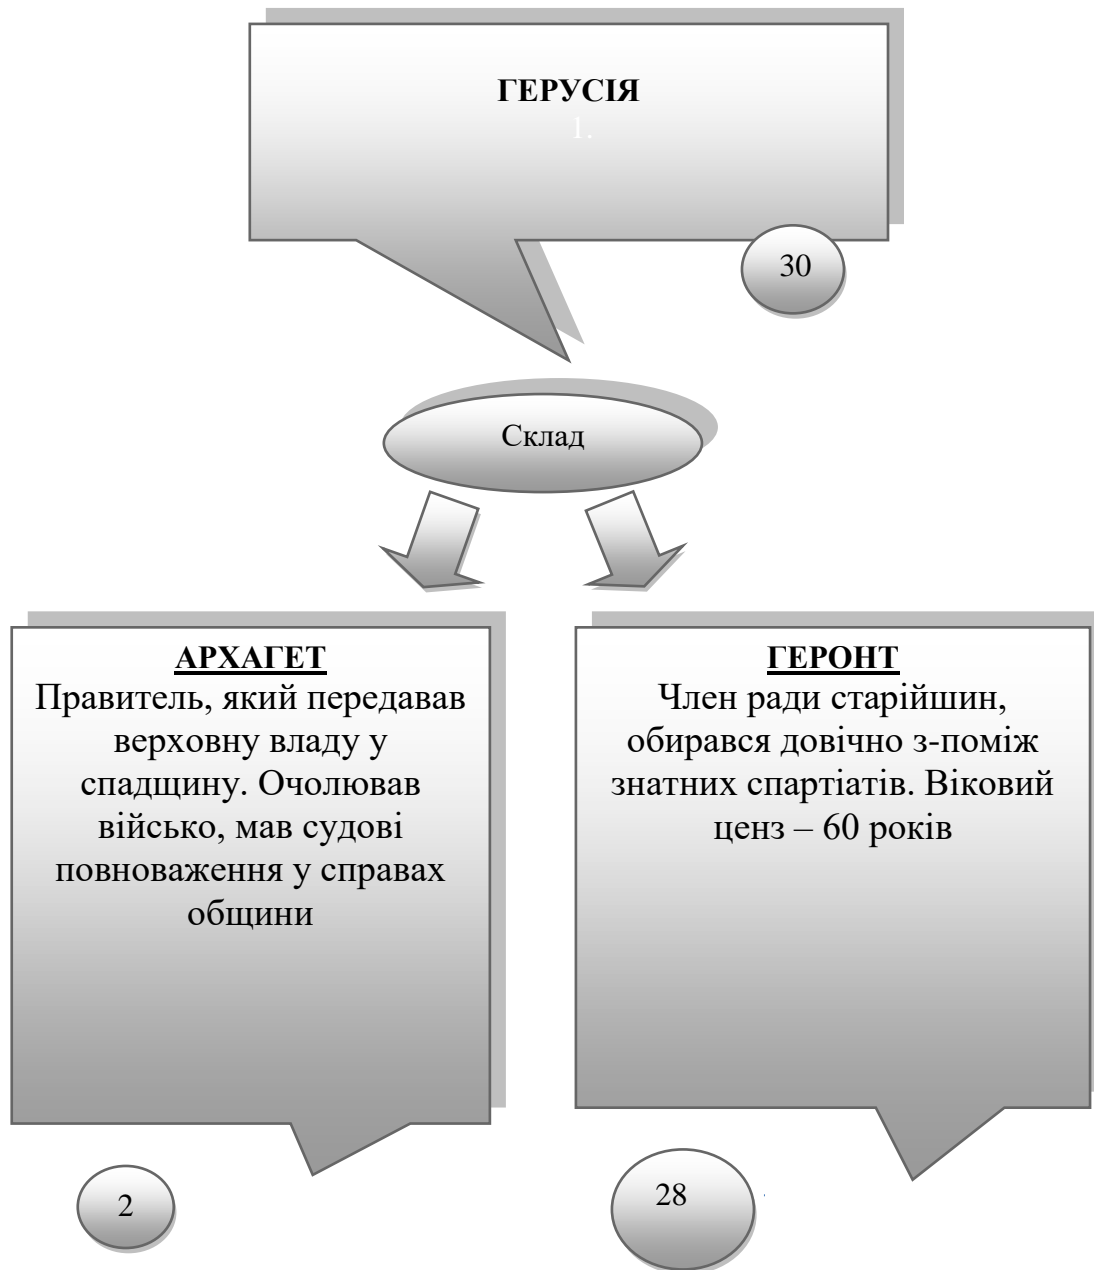 ГЕРУСІЯ
1.
30
Склад
АРХАГЕТ
Правитель, який передавав
верховну владу у
спадщину. Очолював
військо, мав судові
повноваження у справах
общини
ГЕРОНТ
Член ради старійшин,
обирався довічно з-поміж
знатних спартіатів. Віковий
ценз – 60 років
2
28